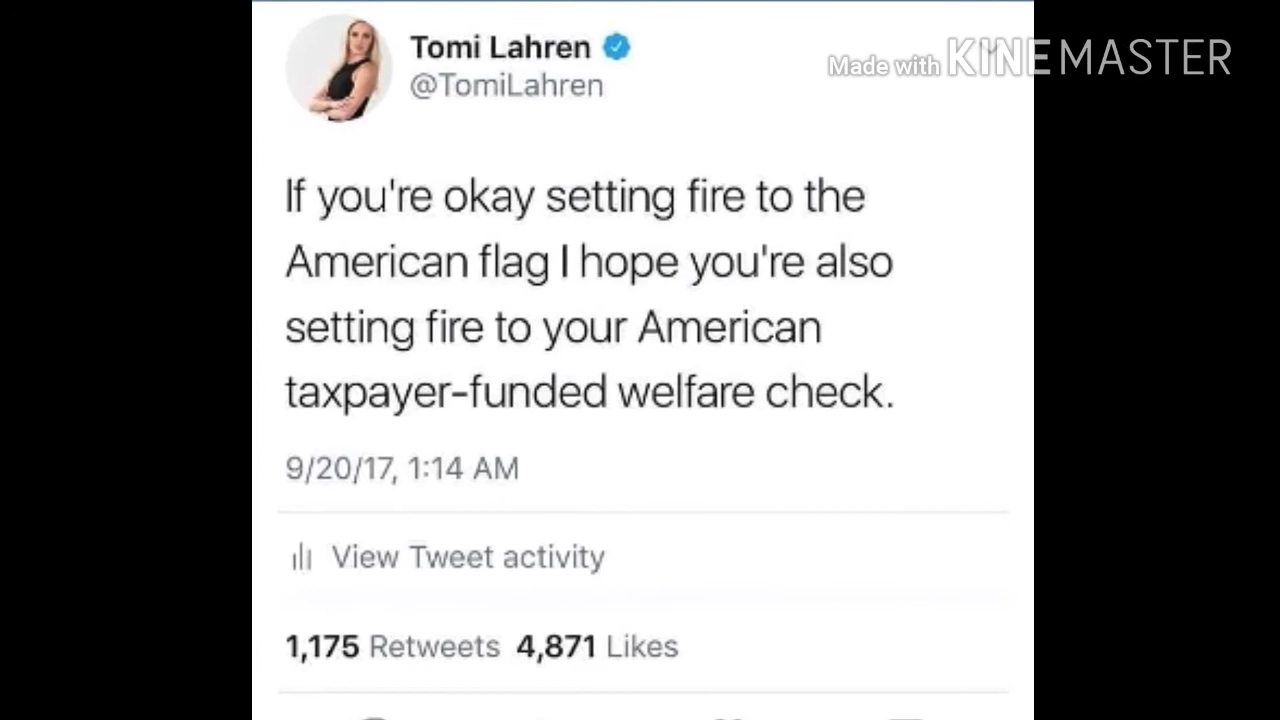 Tomi Lahren
@TomiLahren
Made with KINEMASTER
If you're okay setting fire to the
American flag I hope you're also
setting fire to your American
taxpayer-funded welfare check.
9/20/17, 1:14 AM
View Tweet activity
1,175 Retweets 4,871 Likes